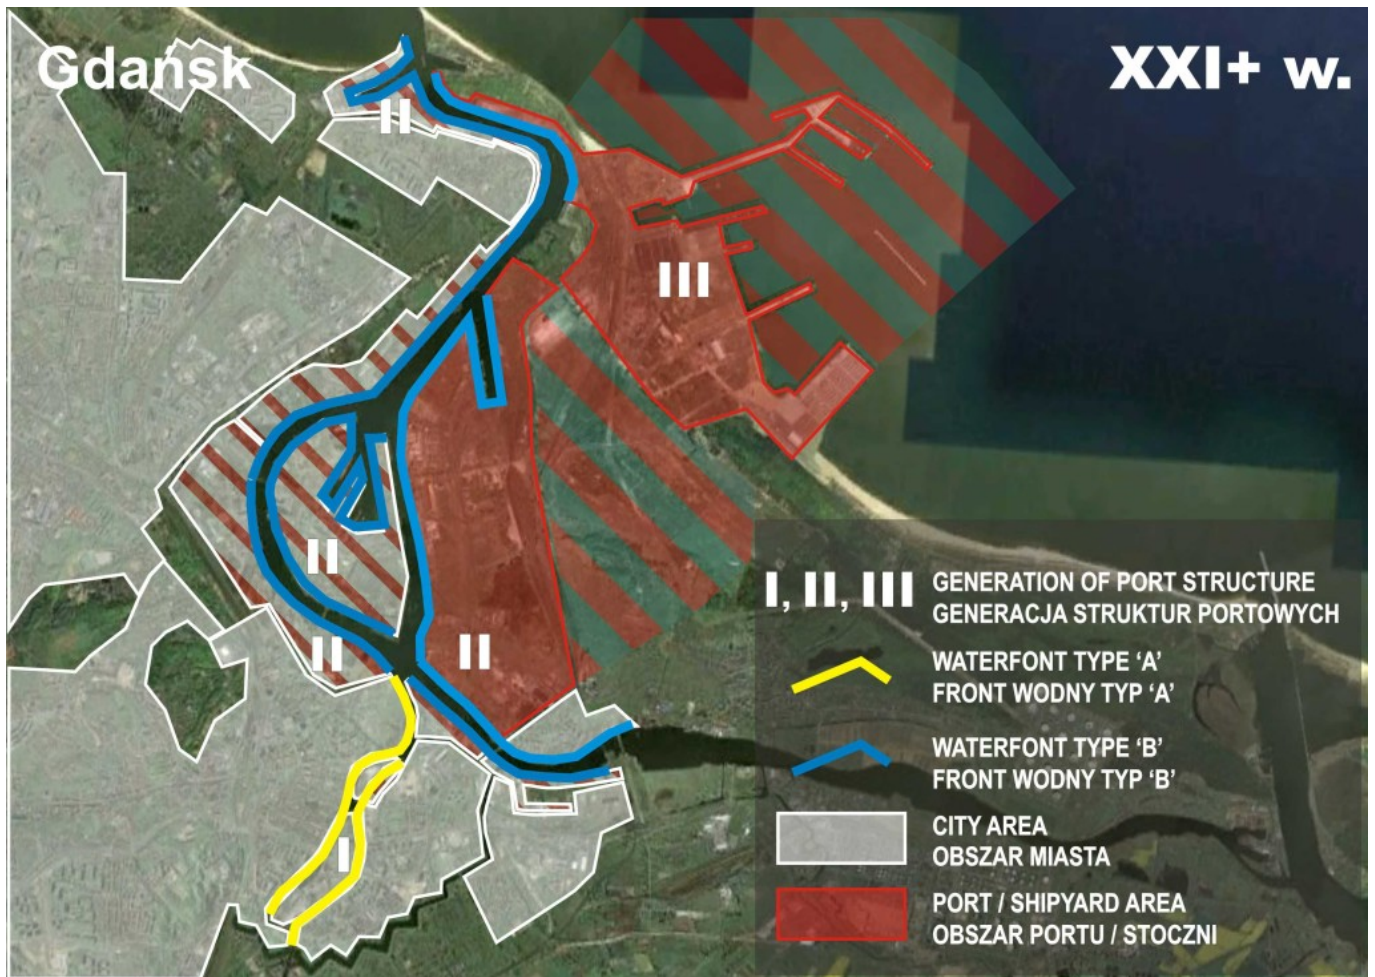 Gdańsk
XXI+ w.
II
III
II
II
II
I
I, II, III
GENERATION OF PORT STRUCTURE
GENERACJA STRUKTUR PORTOWYCH
WATERFONT TYPE ‘A’
FRONT WODNY TYP ‘A’
WATERFONT TYPE ‘B’
FRONT WODNY TYP ‘B’
CITY AREA
OBSZAR MIASTA
PORT / SHIPYARD AREA
OBSZAR PORTU / STOCZNI